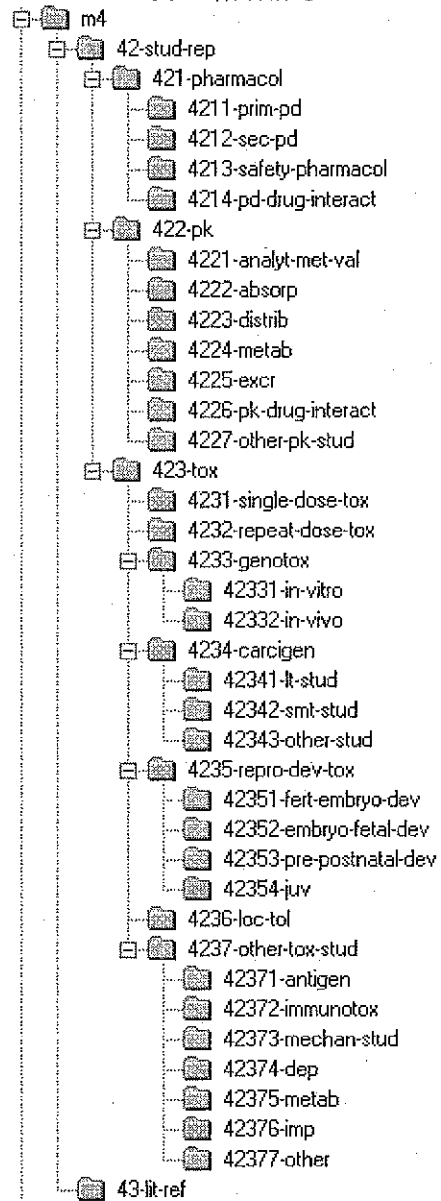 m4
42-stud-rep
421-pharmacol
4211-prim-pd
4212-sec-pd
4213-safety-pharmacol
4214-pd-drug-interact
422-pk
4221-analyt-met-val
4222-absorp
4223-distrib
4224-metab
4225-excr
4226-pk-drug-interact
4227-other-pk-stud
423-tox
4231-single-dose-tox
4232-repeat-dose-tox
4233-genotox
42331-in-vitro
42332-in-vivo
4234-carcigen
42341-lt-stud
42342-smt-stud
42343-other-stud
4235-repro-dev-tox
42351-fert-embryo-dev
42352-embryo-fetal-dev
42353-pre-postnatal-dev
42354-juv
4236-loc-tol
4237-other-tox-stud
42371-antigen
42372-immunotox
42373-mechan-stud
42374-dep
42375-metab
42376-imp
42377-other
43-lit-ref